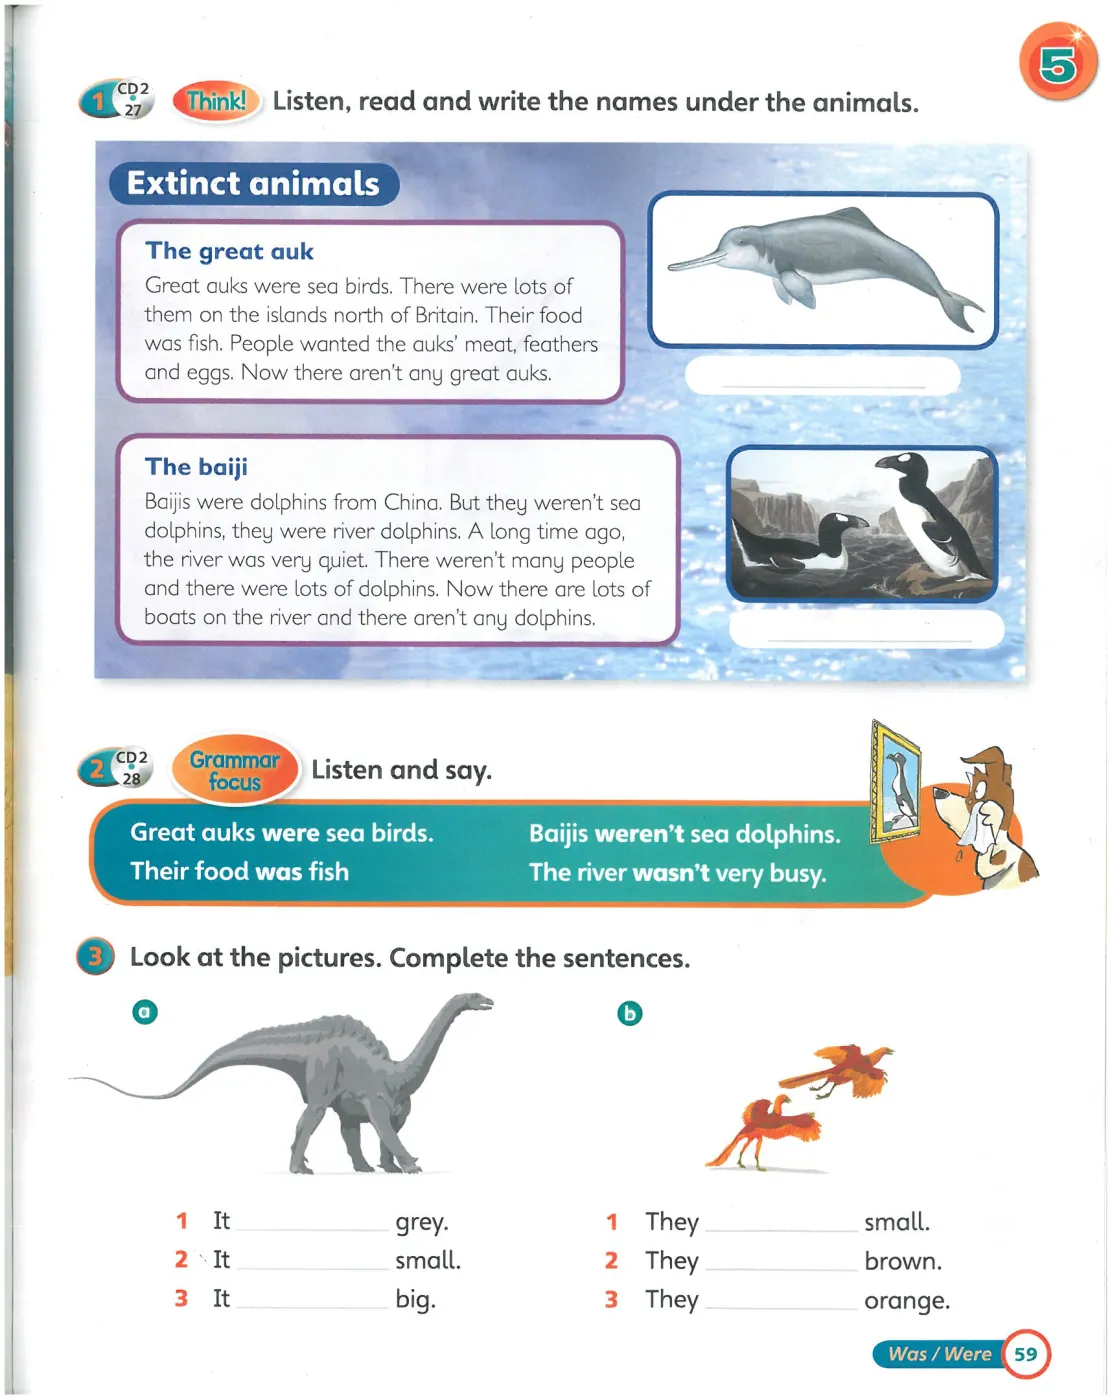 5
1 CD2 27 Think! Listen, read and write the names under the animals.
Extinct animals
The great auk
Great auks were sea birds. There were lots of
them on the islands north of Britain. Their food
was fish. People wanted the auks' meat, feathers
and eggs. Now there aren't any great auks.
The baiji
Baijis were dolphins from China. But they weren't sea
dolphins, they were river dolphins. A long time ago,
the river was very quiet. There weren't many people
and there were lots of dolphins. Now there are lots of
boats on the river and there aren't any dolphins.
2 CD2 28 Grammar focus Listen and say.
Great auks were sea birds.
Their food was fish
Baijis weren't sea dolphins.
The river wasn't very busy.
3 Look at the pictures. Complete the sentences.
a
1 It grey.
2 It small.
3 It big.
b
1 They small.
2 They brown.
3 They orange.
Was / Were 59